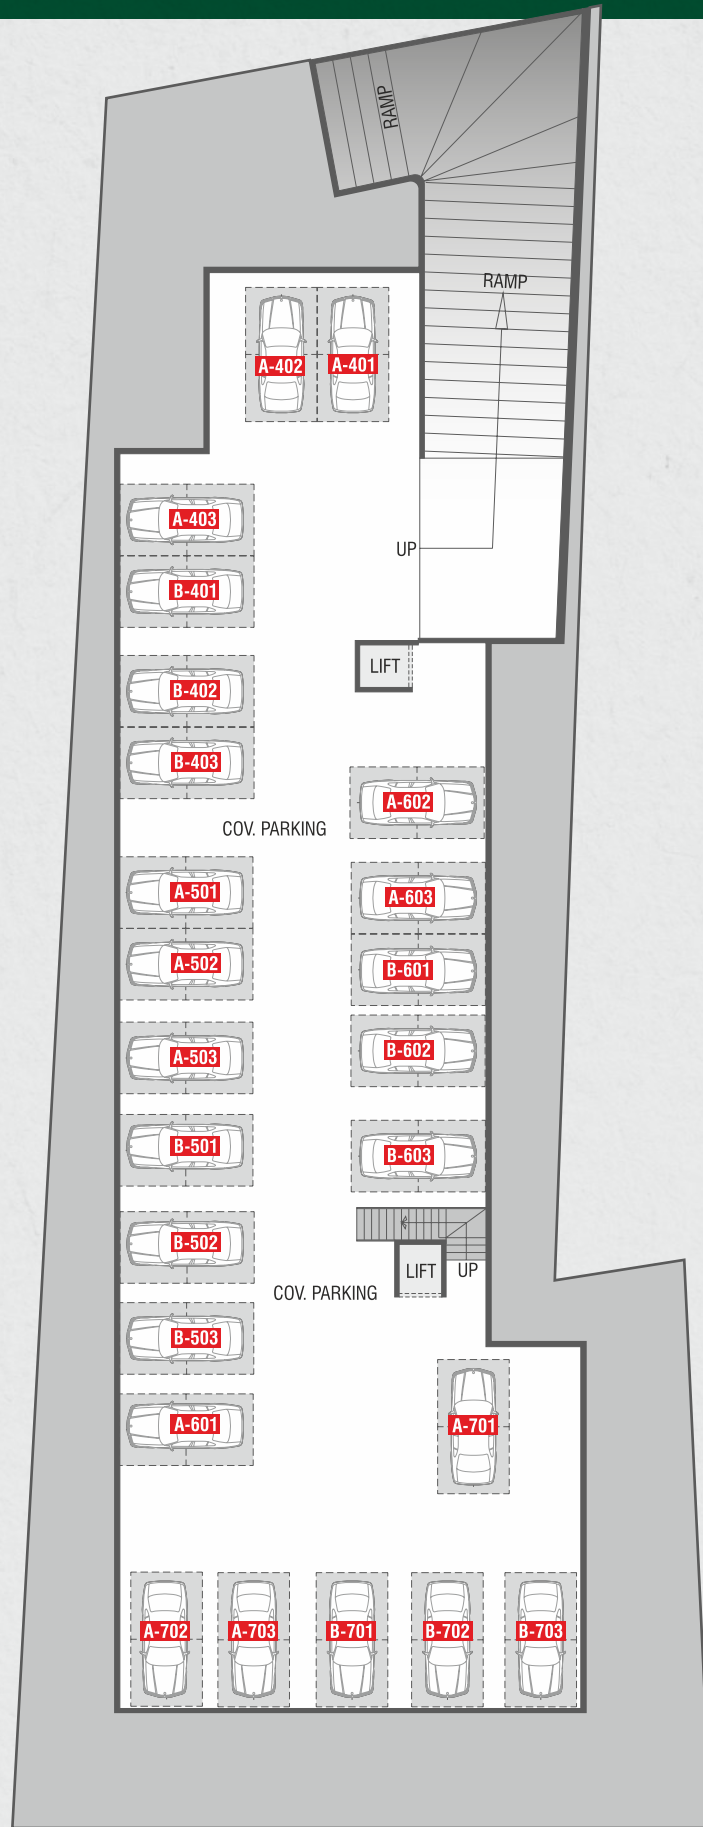 RAMP
RAMP
A-402
A-401
A-403
UP
B-401
LIFT
B-402
B-403
A-602
COV. PARKING
A-501
A-603
A-502
B-601
A-503
B-602
B-501
B-603
B-502
LIFT
UP
COV. PARKING
B-503
A-601
A-701
A-702
A-703
B-701
B-702
B-703